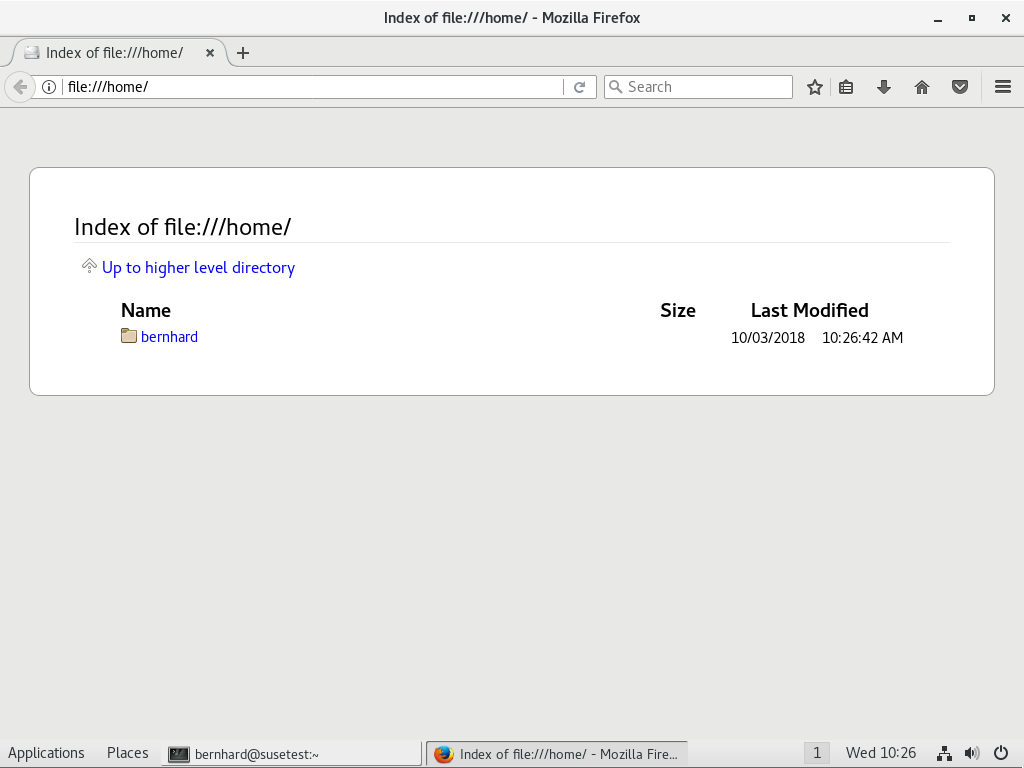 Index of file:///home/ - Mozilla Firefox
Index of file:///home/
file:///home/
Search
Index of file:///home/
Up to higher level directory
Name Size Last Modified
bernhard 10/03/2018 10:26:42 AM
Applications Places bernhard@susetest:~ Index of file:///home/ - Mozilla Fire... 1 Wed 10:26